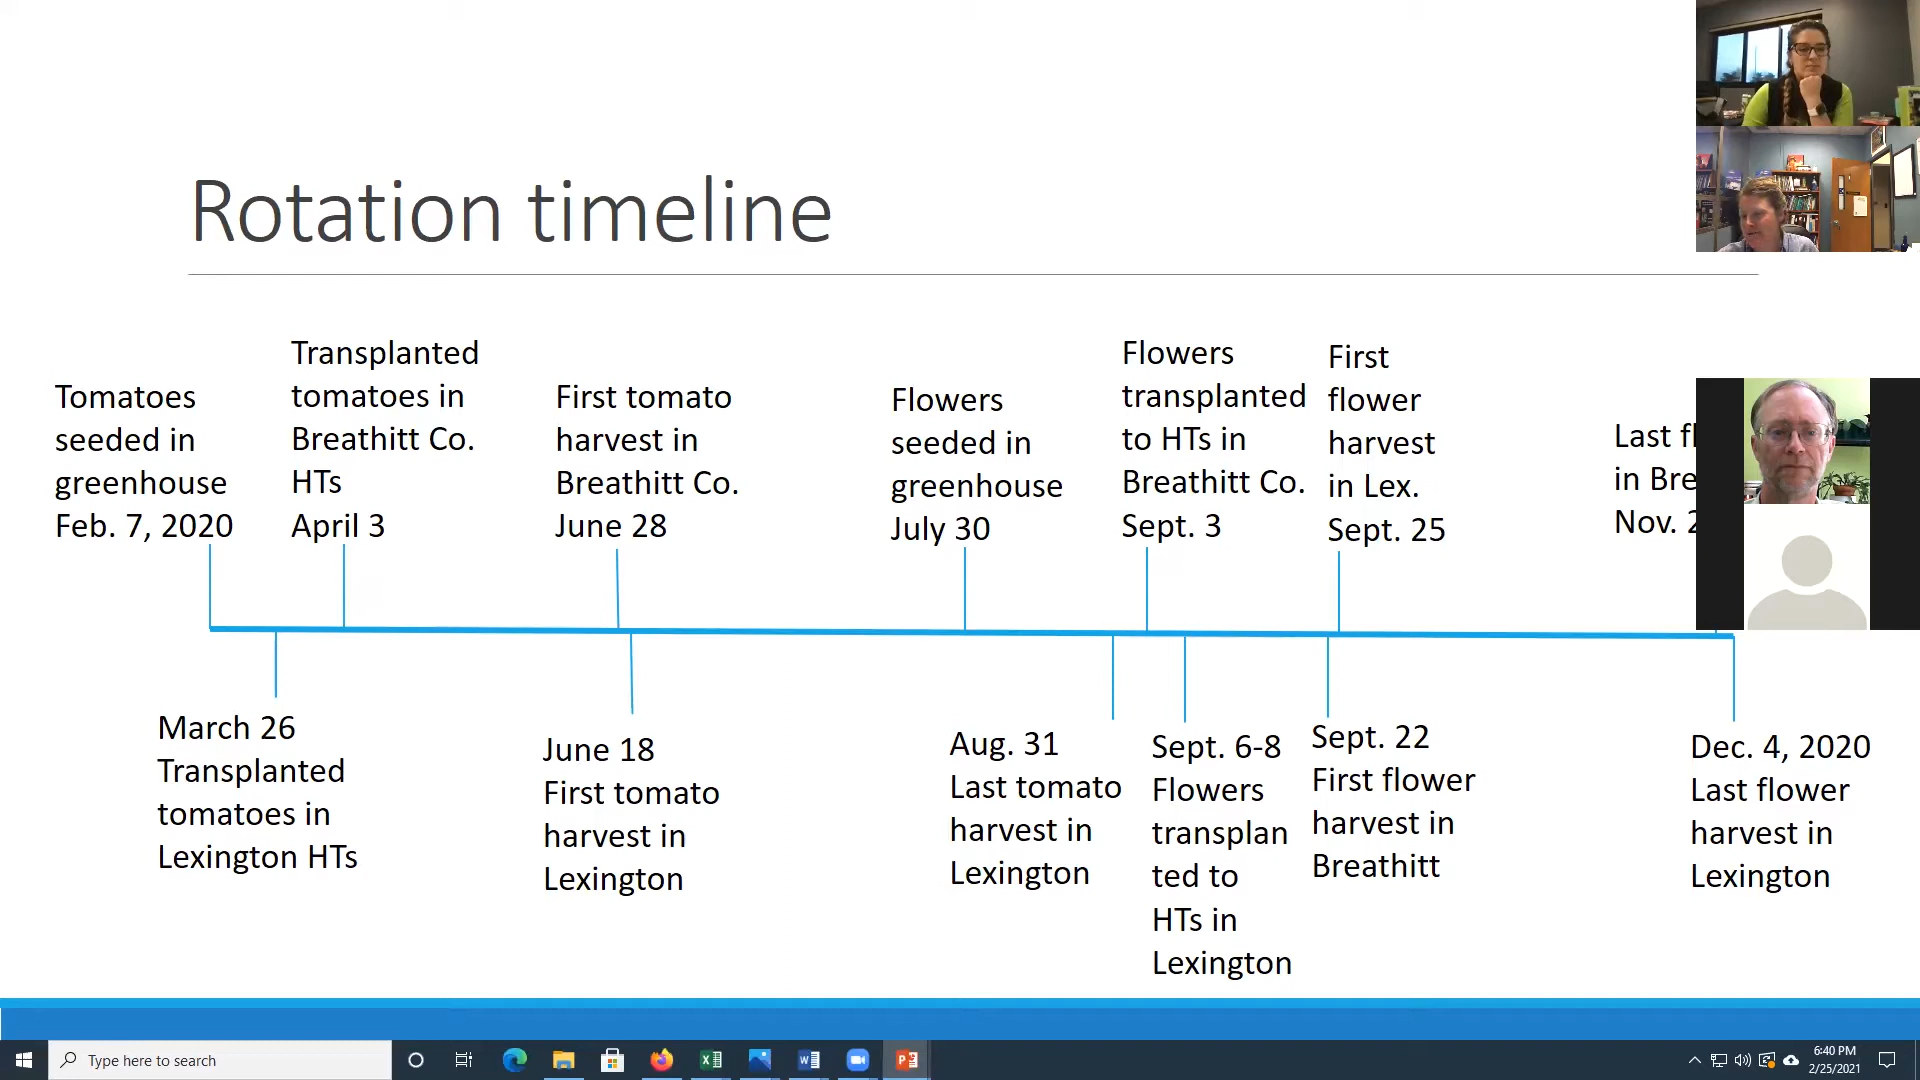 Rotation timeline
Tomatoes
seeded in
greenhouse
Feb. 7, 2020
Transplanted
tomatoes in
Breathitt Co.
HTs
April 3
First tomato
harvest in
Breathitt Co.
June 28
Flowers
seeded in
greenhouse
July 30
Flowers
transplanted
to HTs in
Breathitt Co.
Sept. 3
First
flower
harvest
in Lex.
Sept. 25
Last
in
Nov.
March 26
Transplanted
tomatoes in
Lexington HTs
June 18
First tomato
harvest in
Lexington
Aug. 31
Last tomato
harvest in
Lexington
Sept. 6-8
Flowers
transplan
ted to
HTs in
Lexington
Sept. 22
First flower
harvest in
Breathitt
Dec. 4, 2020
Last flower
harvest in
Lexington
Type here to search
6:40 PM
2/25/2021